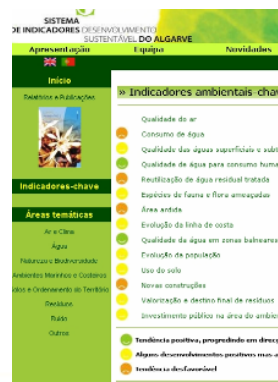 SISTEMA
DE INDICADORES DESENVOLVIMENTO
SUSTENTÁVEL DO ALGARVE
Apresentação Equipa Novidades
Início
Relatórios e Publicações
Indicadores-chave
Áreas temáticas
Ar e Clima
Água
Natureza e Biodiversidade
Ambientes Marinhos e Costeiros
e Ordenamento do Território
Resíduos
Ruído
Outros
» Indicadores ambientais-chav
Qualidade do ar
Consumo de água
Qualidade das águas superficiais e subt
Qualidade de água para consumo huma
Reutilização de água residual tratada
Espécies de fauna e flora ameaçadas
Área ardida
Evolução da linha de costa
Qualidade da água em zonas balneares
Evolução da população
Uso do solo
Novas construções
Valorização e destino final de resíduos
Investimento público na área do ambien
Tendência positiva, progredindo em direcç
Alguns desenvolvimentos positivos mas a
Tendência desfavorável